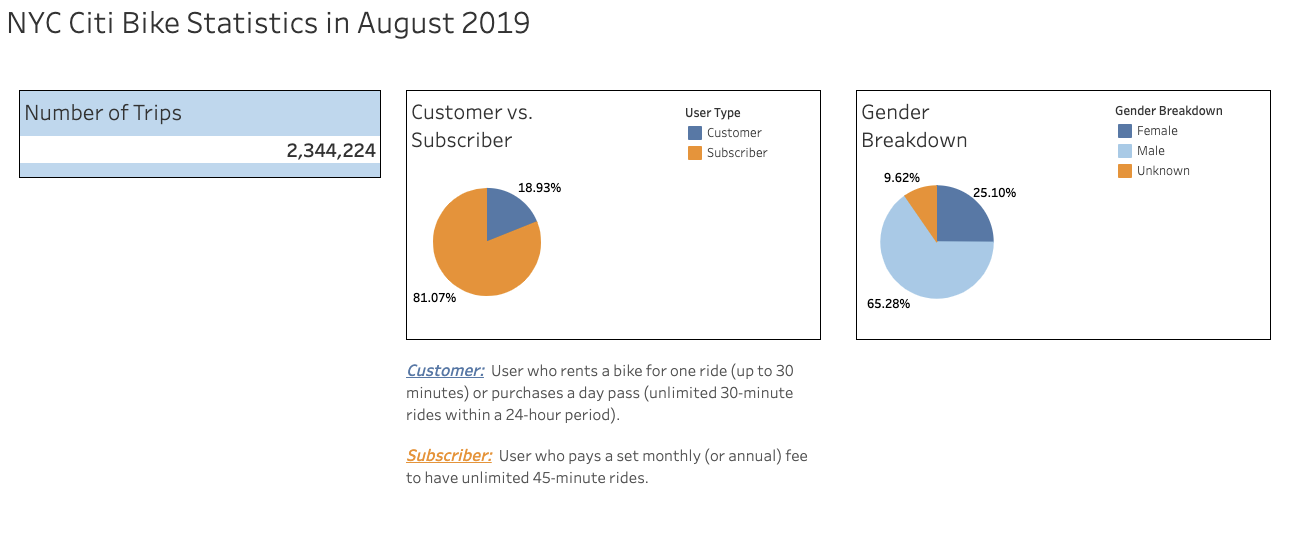 NYC Citi Bike Statistics in August 2019
Number of Trips
2,344,224
Customer vs.
Subscriber
User Type
Customer
Subscriber
18.93%
81.07%
Gender
Breakdown
Gender Breakdown
Female
Male
Unknown
9.62%
25.10%
65.28%
Customer: User who rents a bike for one ride (up to 30
minutes) or purchases a day pass (unlimited 30-minute
rides within a 24-hour period).
Subscriber: User who pays a set monthly (or annual) fee
to have unlimited 45-minute rides.